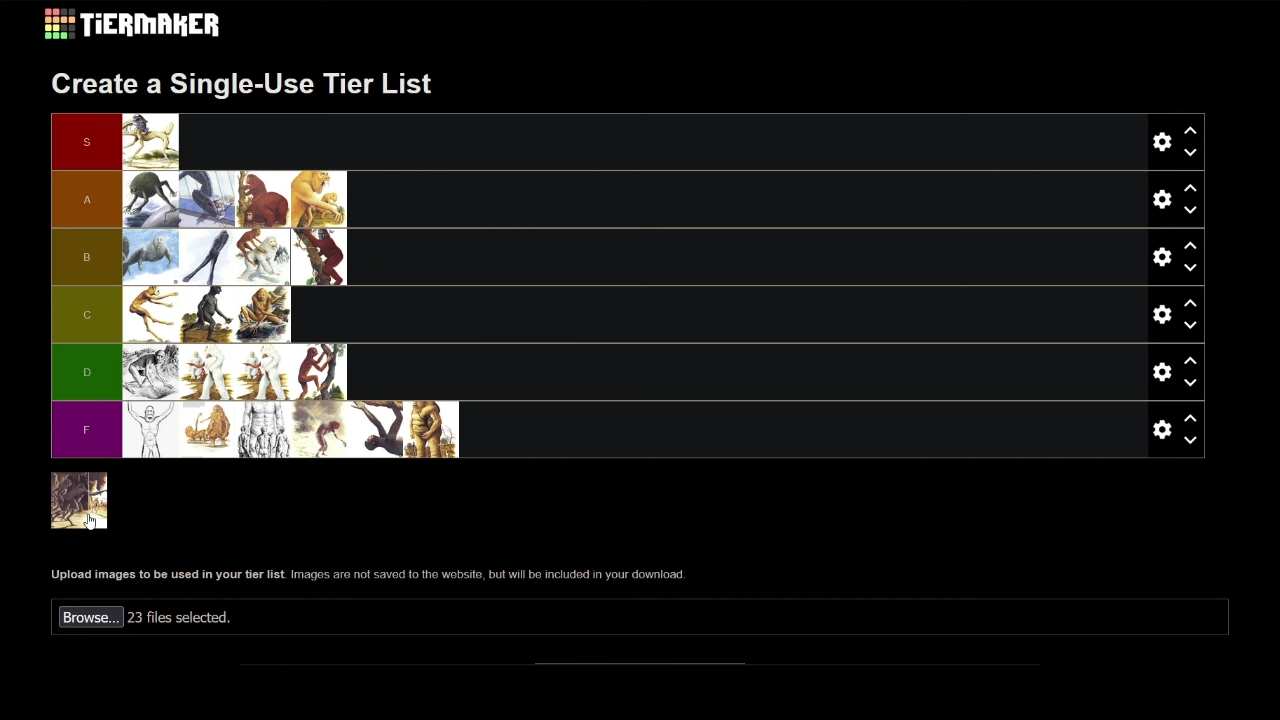 TiERMAKER
Create a Single-Use Tier List
S
A
B
C
D
F
Upload images to be used in your tier list. Images are not saved to the website, but will be included in your download.
Browse... 23 files selected.